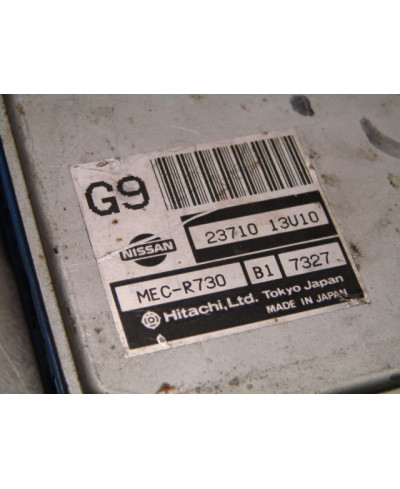 G9
NISSAN
23710 13U10
MEC-R730 B1 7327
Hitachi, Ltd. Tokyo Japan
MADE IN JAPAN